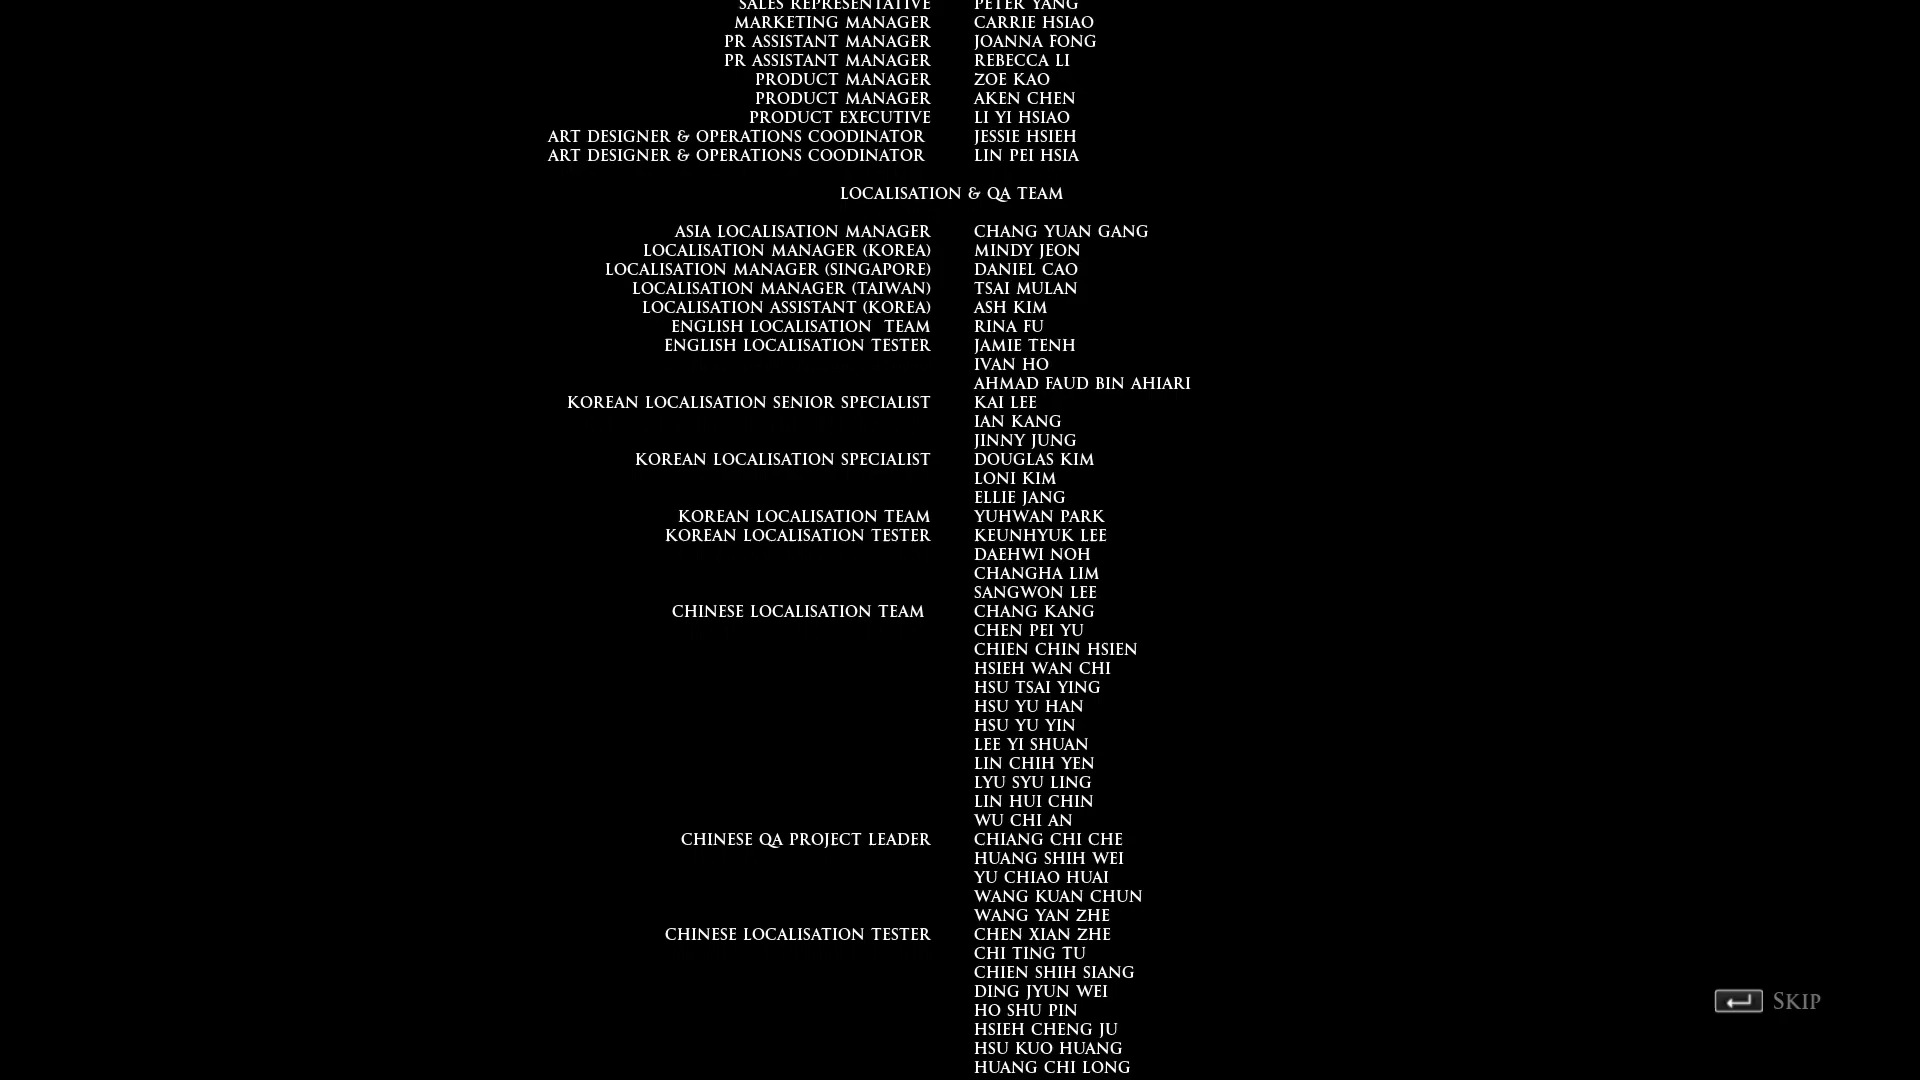 SALES REPRESENTATIVE PETER YANG
MARKETING MANAGER CARRIE HSIAO
PR ASSISTANT MANAGER JOANNA FONG
PR ASSISTANT MANAGER REBECCA LI
PRODUCT MANAGER ZOE KAO
PRODUCT MANAGER AKEN CHEN
PRODUCT EXECUTIVE LI YI HSIAO
ART DESIGNER & OPERATIONS COODINATOR JESSIE HSIEH
ART DESIGNER & OPERATIONS COODINATOR LIN PEI HSIA
LOCALISATION & QA TEAM
ASIA LOCALISATION MANAGER CHANG YUAN GANG
LOCALISATION MANAGER (KOREA) MINDY JEON
LOCALISATION MANAGER (SINGAPORE) DANIEL CAO
LOCALISATION MANAGER (TAIWAN) TSAI MULAN
LOCALISATION ASSISTANT (KOREA) ASH KIM
ENGLISH LOCALISATION TEAM RINA FU
ENGLISH LOCALISATION TESTER JAMIE TENH
IVAN HO
AHMAD FAUD BIN AHIARI
KOREAN LOCALISATION SENIOR SPECIALIST KAI LEE
IAN KANG
JINNY JUNG
KOREAN LOCALISATION SPECIALIST DOUGLAS KIM
LONI KIM
ELLIE JANG
KOREAN LOCALISATION TEAM YUHWAN PARK
KOREAN LOCALISATION TESTER KEUNHYUK LEE
DAEHWI NOH
CHANGHA LIM
SANGWON LEE
CHINESE LOCALISATION TEAM CHANG KANG
CHEN PEI YU
CHIEN CHIN HSIEN
HSIEH WAN CHI
HSU TSAI YING
HSU YU HAN
HSU YU YIN
LEE YI SHUAN
LIN CHIH YEN
LYU SYU LING
LIN HUI CHIN
WU CHI AN
CHINESE QA PROJECT LEADER CHIANG CHI CHE
HUANG SHIH WEI
YU CHIAO HUAI
WANG KUAN CHUN
WANG YAN ZHE
CHINESE LOCALISATION TESTER CHEN XIAN ZHE
CHI TING TU
CHIEN SHIH SIANG
DING JYUN WEI
HO SHU PIN
HSIEH CHENG JU
HSU KUO HUANG
HUANG CHI LONG
SKIP